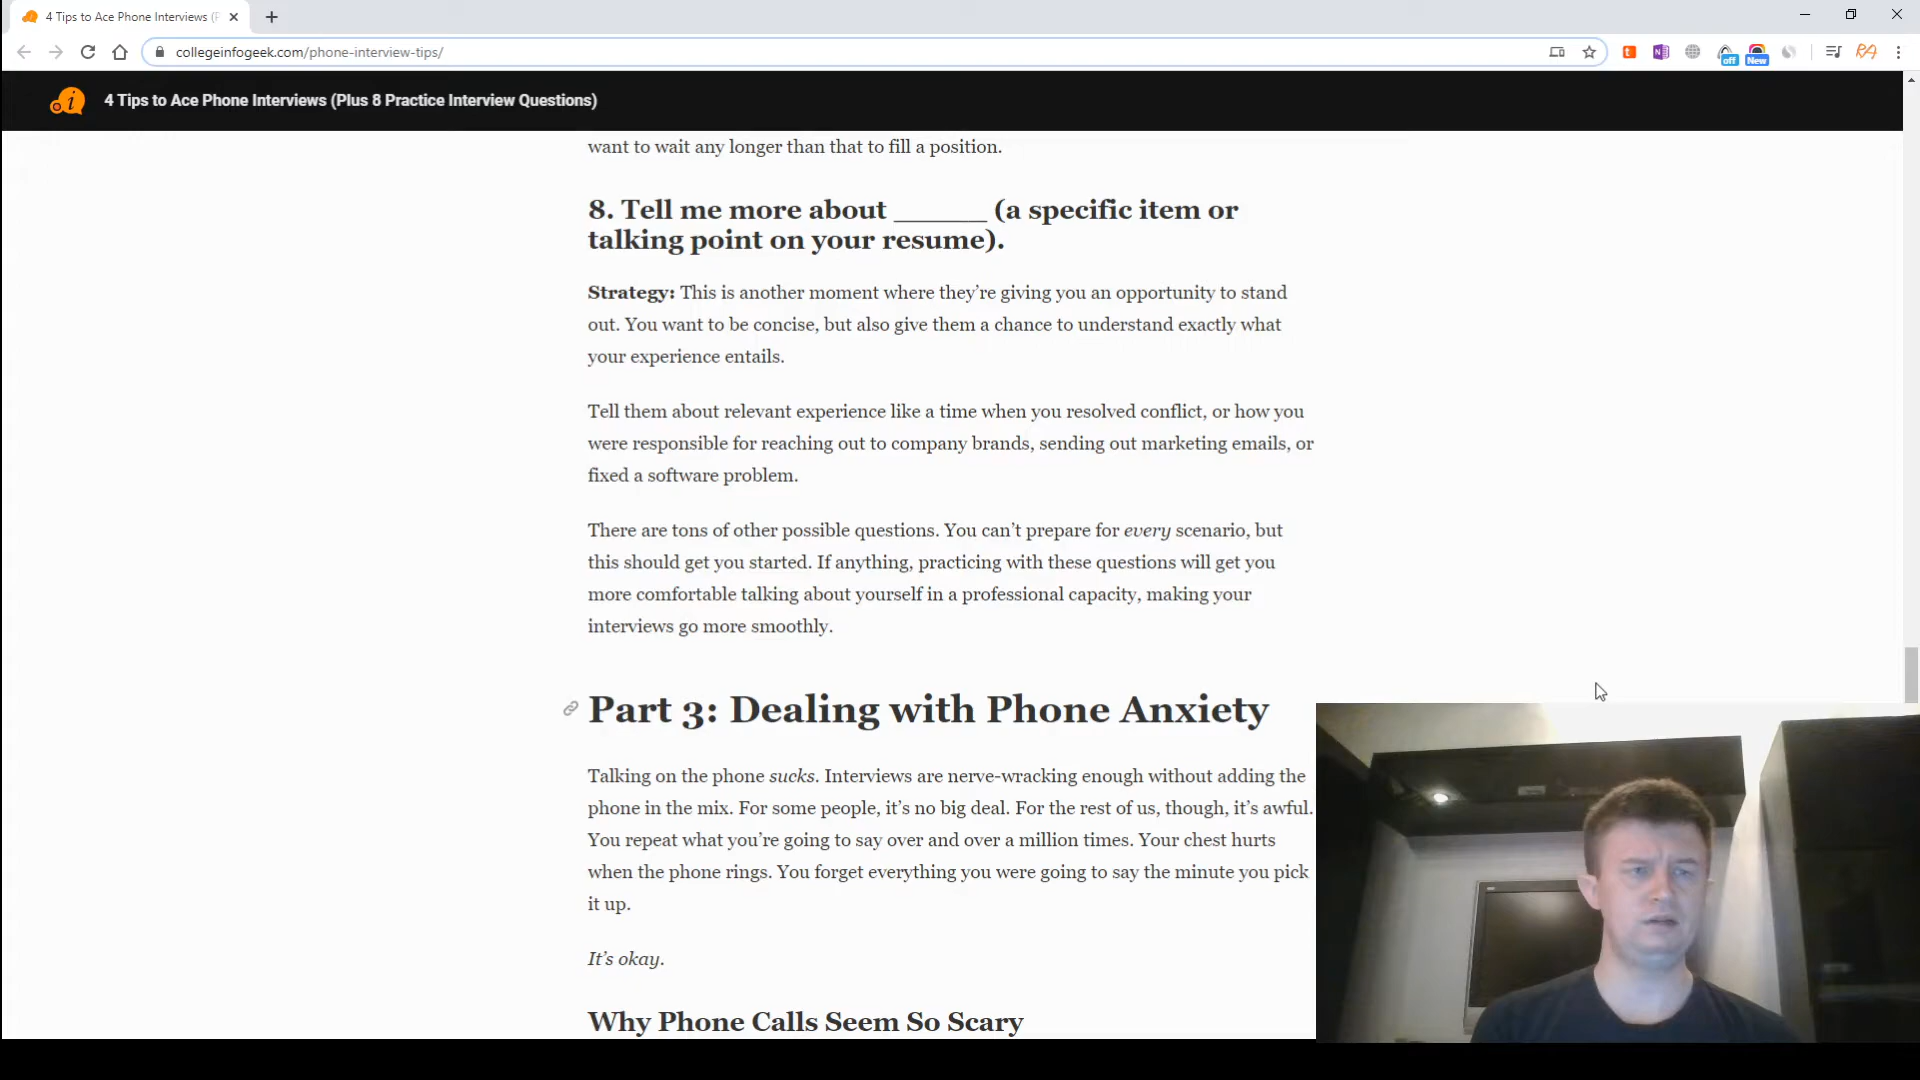 4 Tips to Ace Phone Interviews (P
collegeinfogeek.com/phone-interview-tips/
off
New
4 Tips to Ace Phone Interviews (Plus 8 Practice Interview Questions)
want to wait any longer than that to fill a position.
8. Tell me more about ______ (a specific item or
talking point on your resume).
Strategy: This is another moment where they’re giving you an opportunity to stand
out. You want to be concise, but also give them a chance to understand exactly what
your experience entails.
Tell them about relevant experience like a time when you resolved conflict, or how you
were responsible for reaching out to company brands, sending out marketing emails, or
fixed a software problem.
There are tons of other possible questions. You can’t prepare for every scenario, but
this should get you started. If anything, practicing with these questions will get you
more comfortable talking about yourself in a professional capacity, making your
interviews go more smoothly.
Part 3: Dealing with Phone Anxiety
Talking on the phone sucks. Interviews are nerve-wracking enough without adding the
phone in the mix. For some people, it’s no big deal. For the rest of us, though, it’s awful.
You repeat what you’re going to say over and over a million times. Your chest hurts
when the phone rings. You forget everything you were going to say the minute you pick
it up.
It’s okay.
Why Phone Calls Seem So Scary